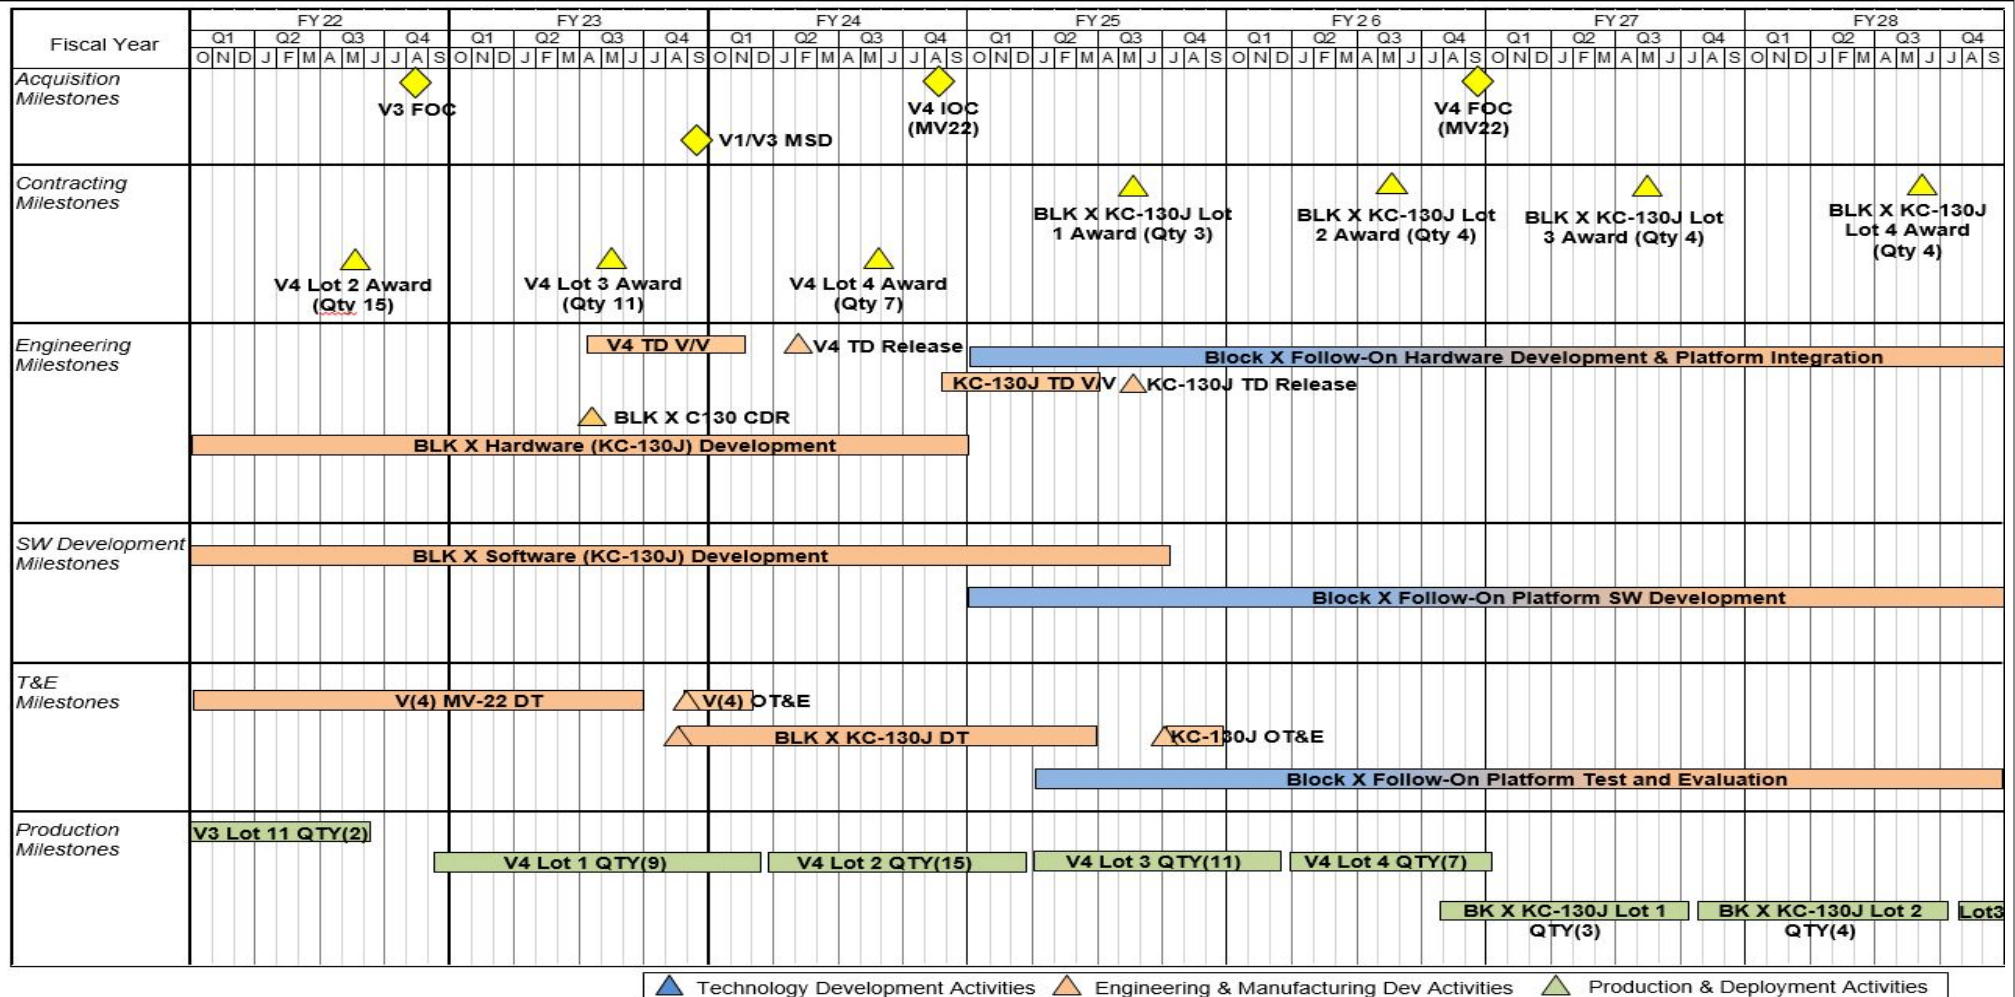 FY 22 FY 23 FY 24 FY 25 FY 2 6 FY 27 FY 28
Fiscal Year
Q1 Q2 Q3 Q4 Q1 Q2 Q3 Q4 Q1 Q2 Q3 Q4 Q1 Q2 Q3 Q4 Q1 Q2 Q3 Q4 Q1 Q2 Q3 Q4 Q1 Q2 Q3 Q4
O N D J F M A M J J A S O N D J F M A M J J A S O N D J F M A M J J A S O N D J F M A M J J A S O N D J F M A M J J A S O N D J F M A M J J A S O N D J F M A M J J A S
Acquisition
Milestones
V3 FOC
V4 IOC
(MV22)
V4 FOC
(MV22)
V1/V3 MSD
Contracting
Milestones
BLK X KC-130J Lot
1 Award (Qty 3)
BLK X KC-130J Lot
2 Award (Qty 4)
BLK X KC-130J Lot
3 Award (Qty 4)
BLK X KC-130J
Lot 4 Award
(Qty 4)
V4 Lot 2 Award
(Qty 15)
V4 Lot 3 Award
(Qty 11)
V4 Lot 4 Award
(Qty 7)
Engineering
Milestones
V4 TD V/V
V4 TD Release
Block X Follow-On Hardware Development & Platform Integration
KC-130J TD V/V
KC-130J TD Release
BLK X C130 CDR
BLK X Hardware (KC-130J) Development
SW Development
Milestones
BLK X Software (KC-130J) Development
Block X Follow-On Platform SW Development
T&E
Milestones
V(4) MV-22 DT
V(4) OT&E
BLK X KC-130J DT
KC-130J OT&E
Block X Follow-On Platform Test and Evaluation
Production
Milestones
V3 Lot 11 QTY(2)
V4 Lot 1 QTY(9)
V4 Lot 2 QTY(15)
V4 Lot 3 QTY(11)
V4 Lot 4 QTY(7)
BK X KC-130J Lot 1
QTY(3)
BK X KC-130J Lot 2
QTY(4)
Lot3
Technology Development Activities
Engineering & Manufacturing Dev Activities
Production & Deployment Activities